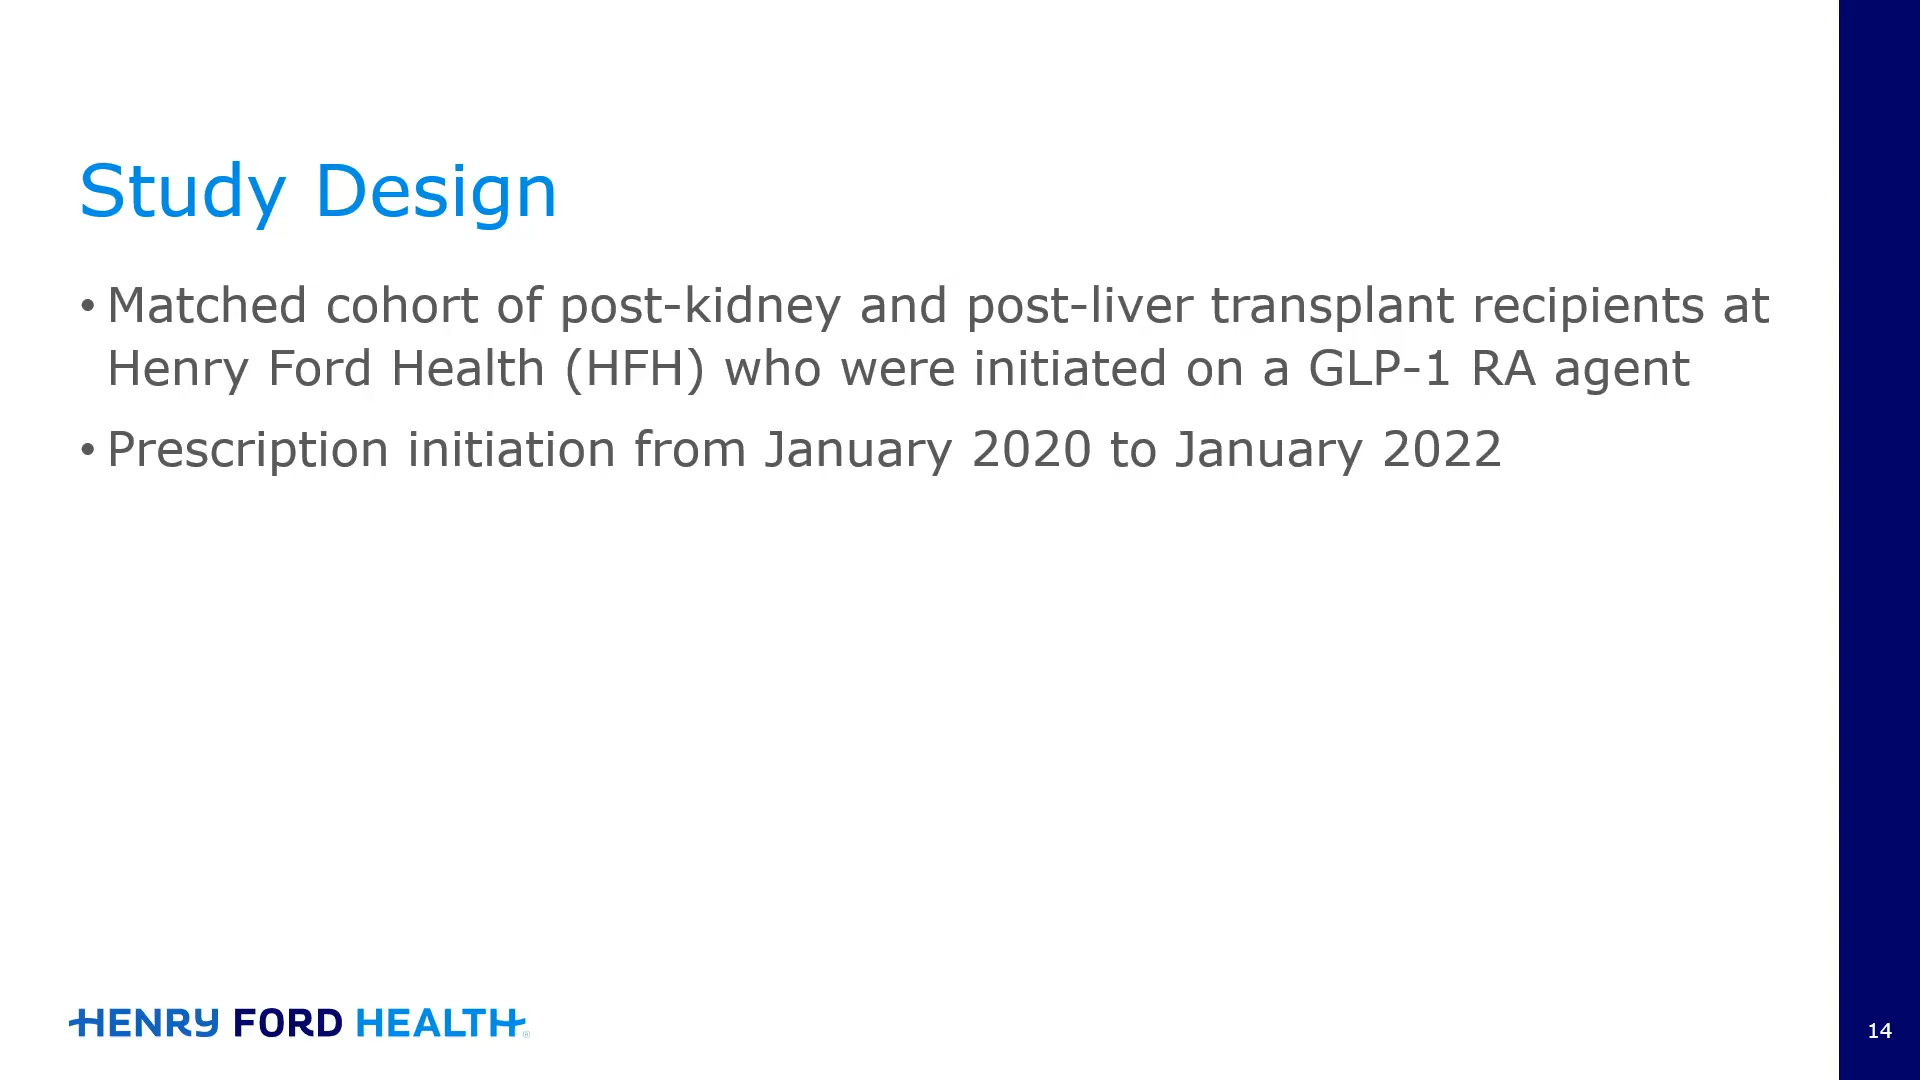 Study Design
• Matched cohort of post-kidney and post-liver transplant recipients at
Henry Ford Health (HFH) who were initiated on a GLP-1 RA agent
• Prescription initiation from January 2020 to January 2022
HENRY FORD HEALTH®
14